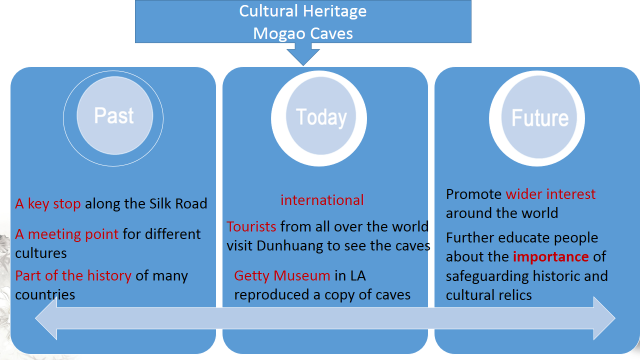 Cultural Heritage
Mogao Caves
Past
A key stop along the Silk Road
A meeting point for different
cultures
Part of the history of many
countries
Today
international
Tourists from all over the world
visit Dunhuang to see the caves
Getty Museum in LA
reproduced a copy of caves
Future
Promote wider interest
around the world
Further educate people
about the importance of
safeguarding historic and
cultural relics